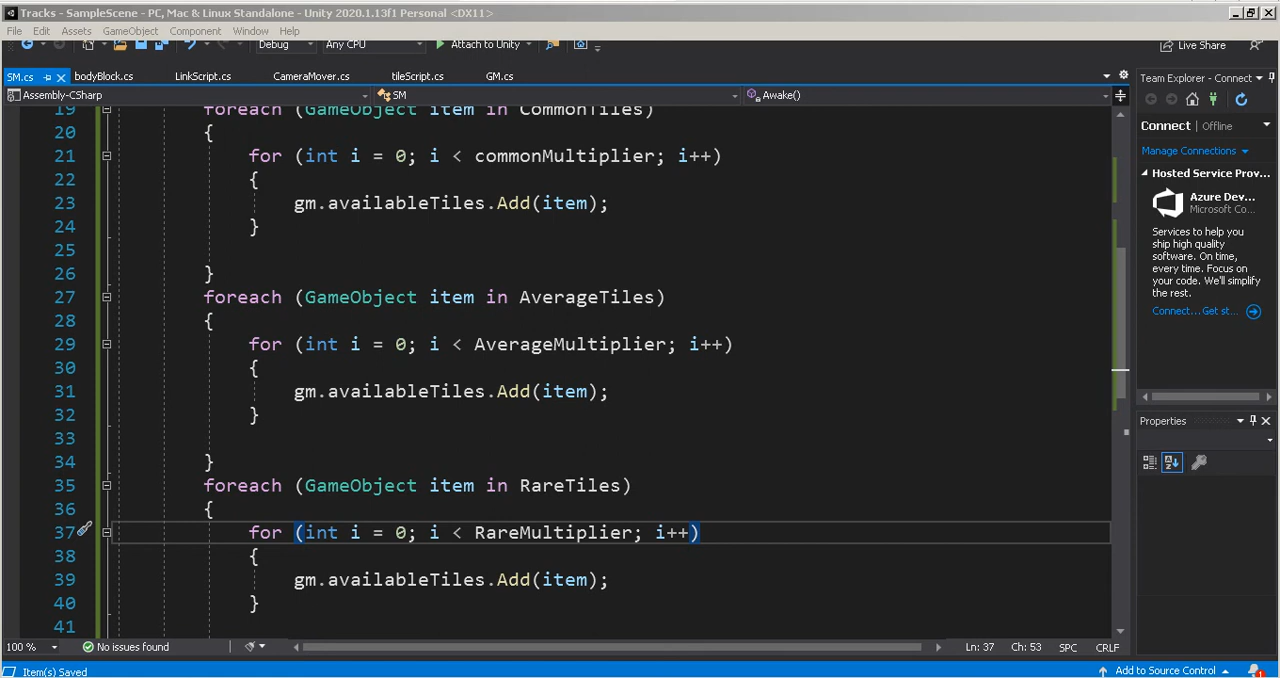 Tracks - SampleScene - PC, Mac & Linux Standalone - Unity 2020.1.13f1 Personal <DX11>
File Edit Assets GameObject Component Window Help
Debug Any CPU Attach to Unity Live Share
SM.cs bodyBlock.cs LinkScript.cs CameraMover.cs tileScript.cs GM.cs
Assembly-CSharp SM Awake()
19 foreach (GameObject item in CommonTiles)
20 {
21 for (int i = 0; i < commonMultiplier; i++)
22 {
23 gm.availableTiles.Add(item);
24 }
25
26 }
27 foreach (GameObject item in AverageTiles)
28 {
29 for (int i = 0; i < AverageMultiplier; i++)
30 {
31 gm.availableTiles.Add(item);
32 }
33
34 }
35 foreach (GameObject item in RareTiles)
36 {
37 for (int i = 0; i < RareMultiplier; i++)
38 {
39 gm.availableTiles.Add(item);
40 }
41
100 % No issues found Ln: 37 Ch: 53 SPC CRLF
Item(s) Saved Add to Source Control 1
Team Explorer - Connect
Connect | Offline
Manage Connections
Hosted Service Prov...
Azure Dev...
Microsoft Co...
Services to help you
ship high quality
software. On time,
every time. Focus on
your code. We'll simplify
the rest.
Connect... Get st...
Properties